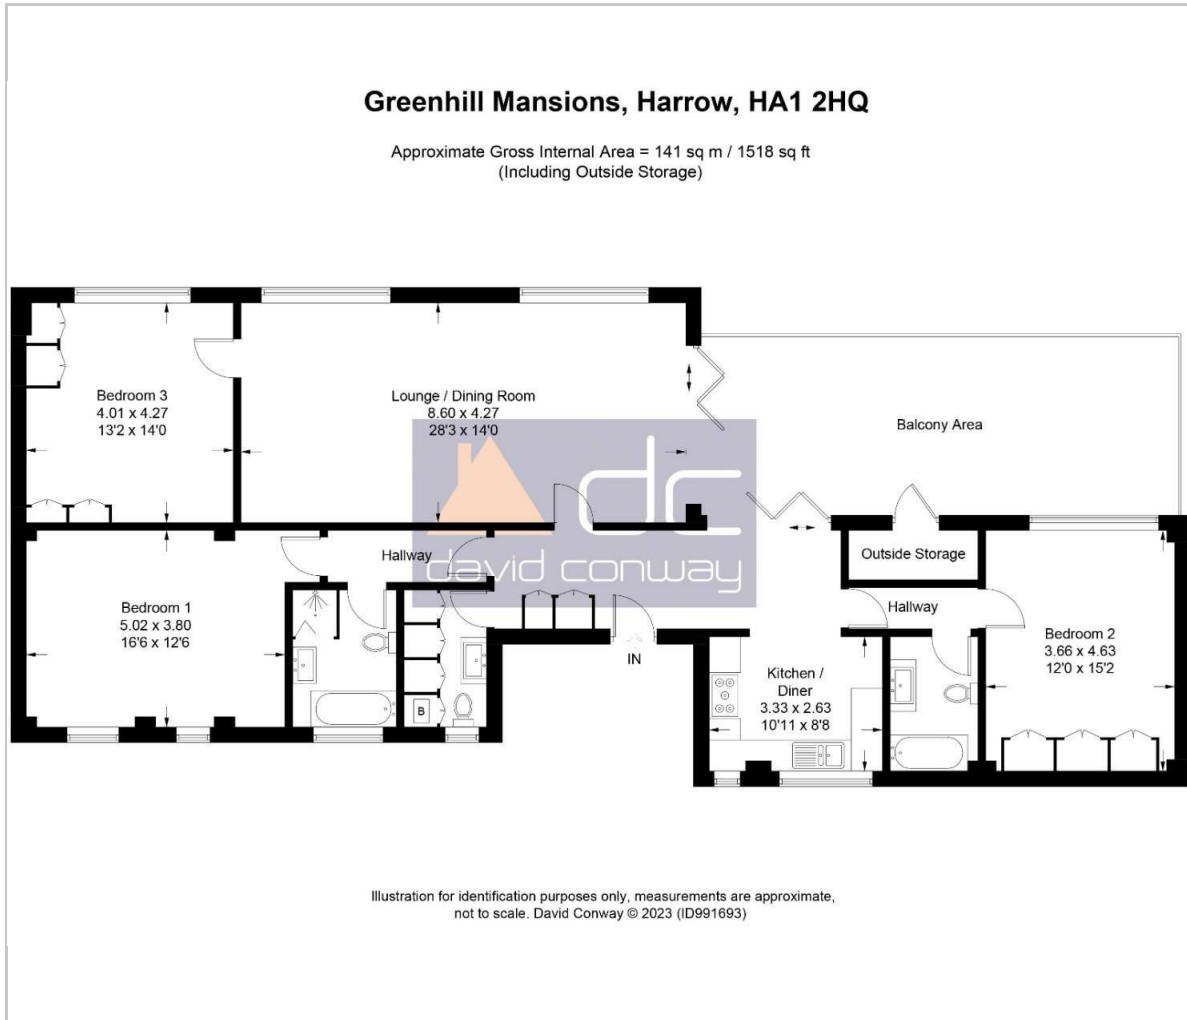 Greenhill Mansions, Harrow, HA1 2HQ
Approximate Gross Internal Area = 141 sq m / 1518 sq ft
(Including Outside Storage)
Bedroom 3
4.01 x 4.27
13'2 x 14'0
Lounge / Dining Room
8.60 x 4.27
28'3 x 14'0
Balcony Area
dc
david conway
Hallway
Outside Storage
Hallway
Bedroom 1
5.02 x 3.80
16'6 x 12'6
Bedroom 2
3.66 x 4.63
12'0 x 15'2
IN
Kitchen /
Diner
3.33 x 2.63
10'11 x 8'8
B
Illustration for identification purposes only, measurements are approximate,
not to scale. David Conway © 2023 (ID991693)